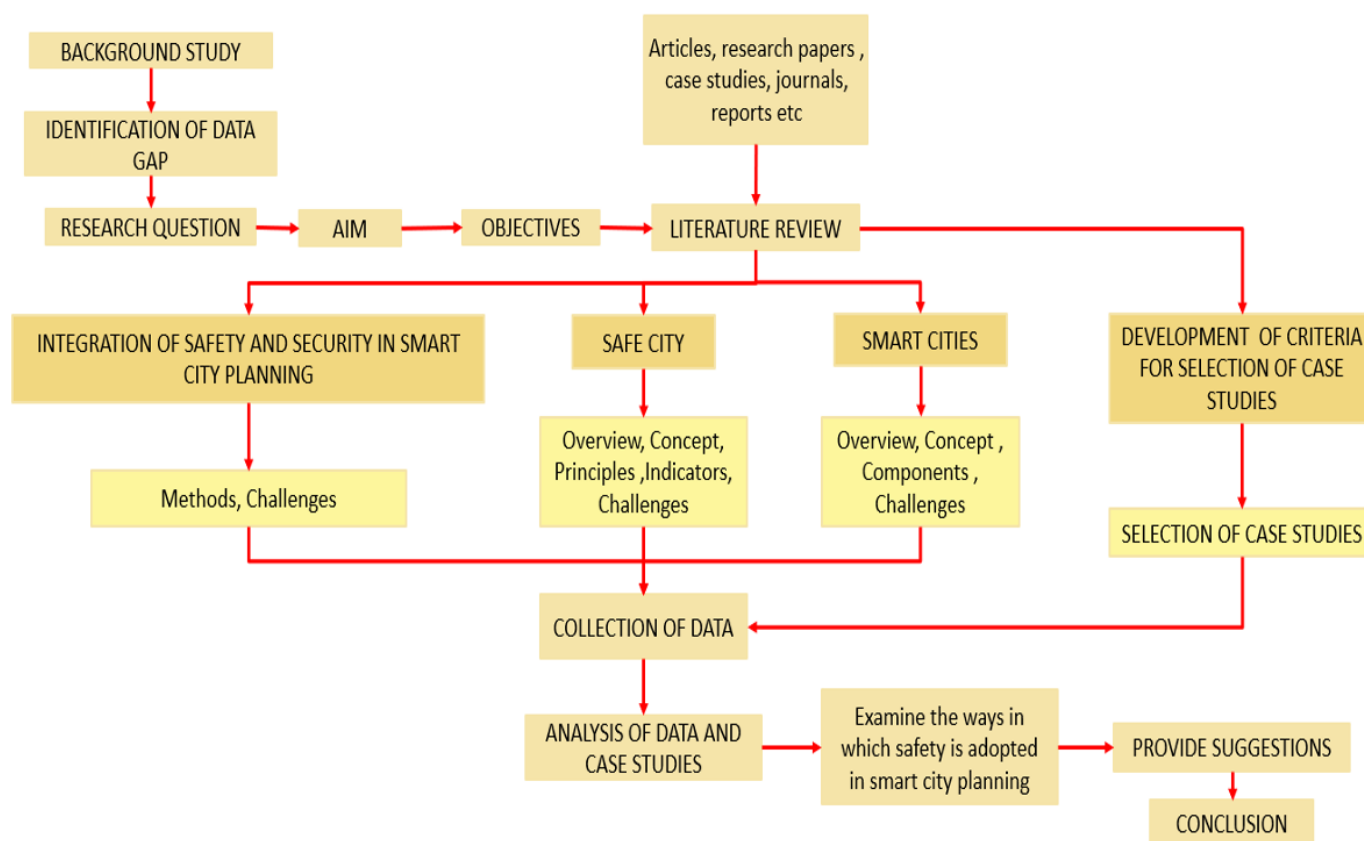 BACKGROUND STUDY
IDENTIFICATION OF DATA
GAP
RESEARCH QUESTION
AIM
OBJECTIVES
Articles, research papers ,
case studies, journals,
reports etc
LITERATURE REVIEW
INTEGRATION OF SAFETY AND SECURITY IN SMART
CITY PLANNING
SAFE CITY
SMART CITIES
DEVELOPMENT OF CRITERIA
FOR SELECTION OF CASE
STUDIES
Methods, Challenges
Overview, Concept,
Principles ,Indicators,
Challenges
Overview, Concept ,
Components ,
Challenges
SELECTION OF CASE STUDIES
COLLECTION OF DATA
ANALYSIS OF DATA AND
CASE STUDIES
Examine the ways in
which safety is adopted
in smart city planning
PROVIDE SUGGESTIONS
CONCLUSION